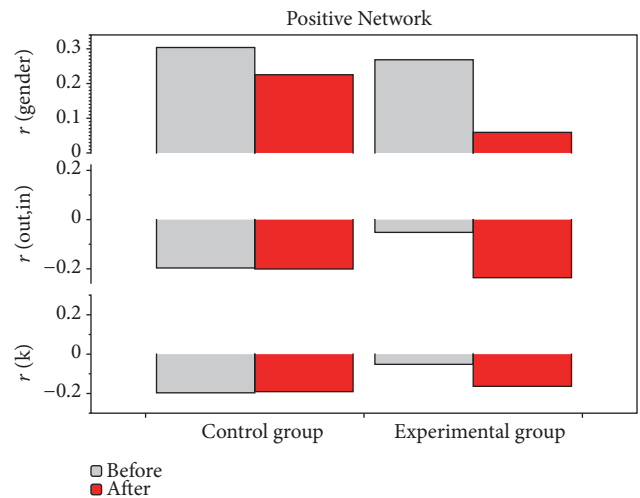 Positive Network
r (gender)
0.3
0.2
0.1
0
r (out,in)
0.2
0
−0.2
r (k)
0.2
0
−0.2
Control group Experimental group
Before
After